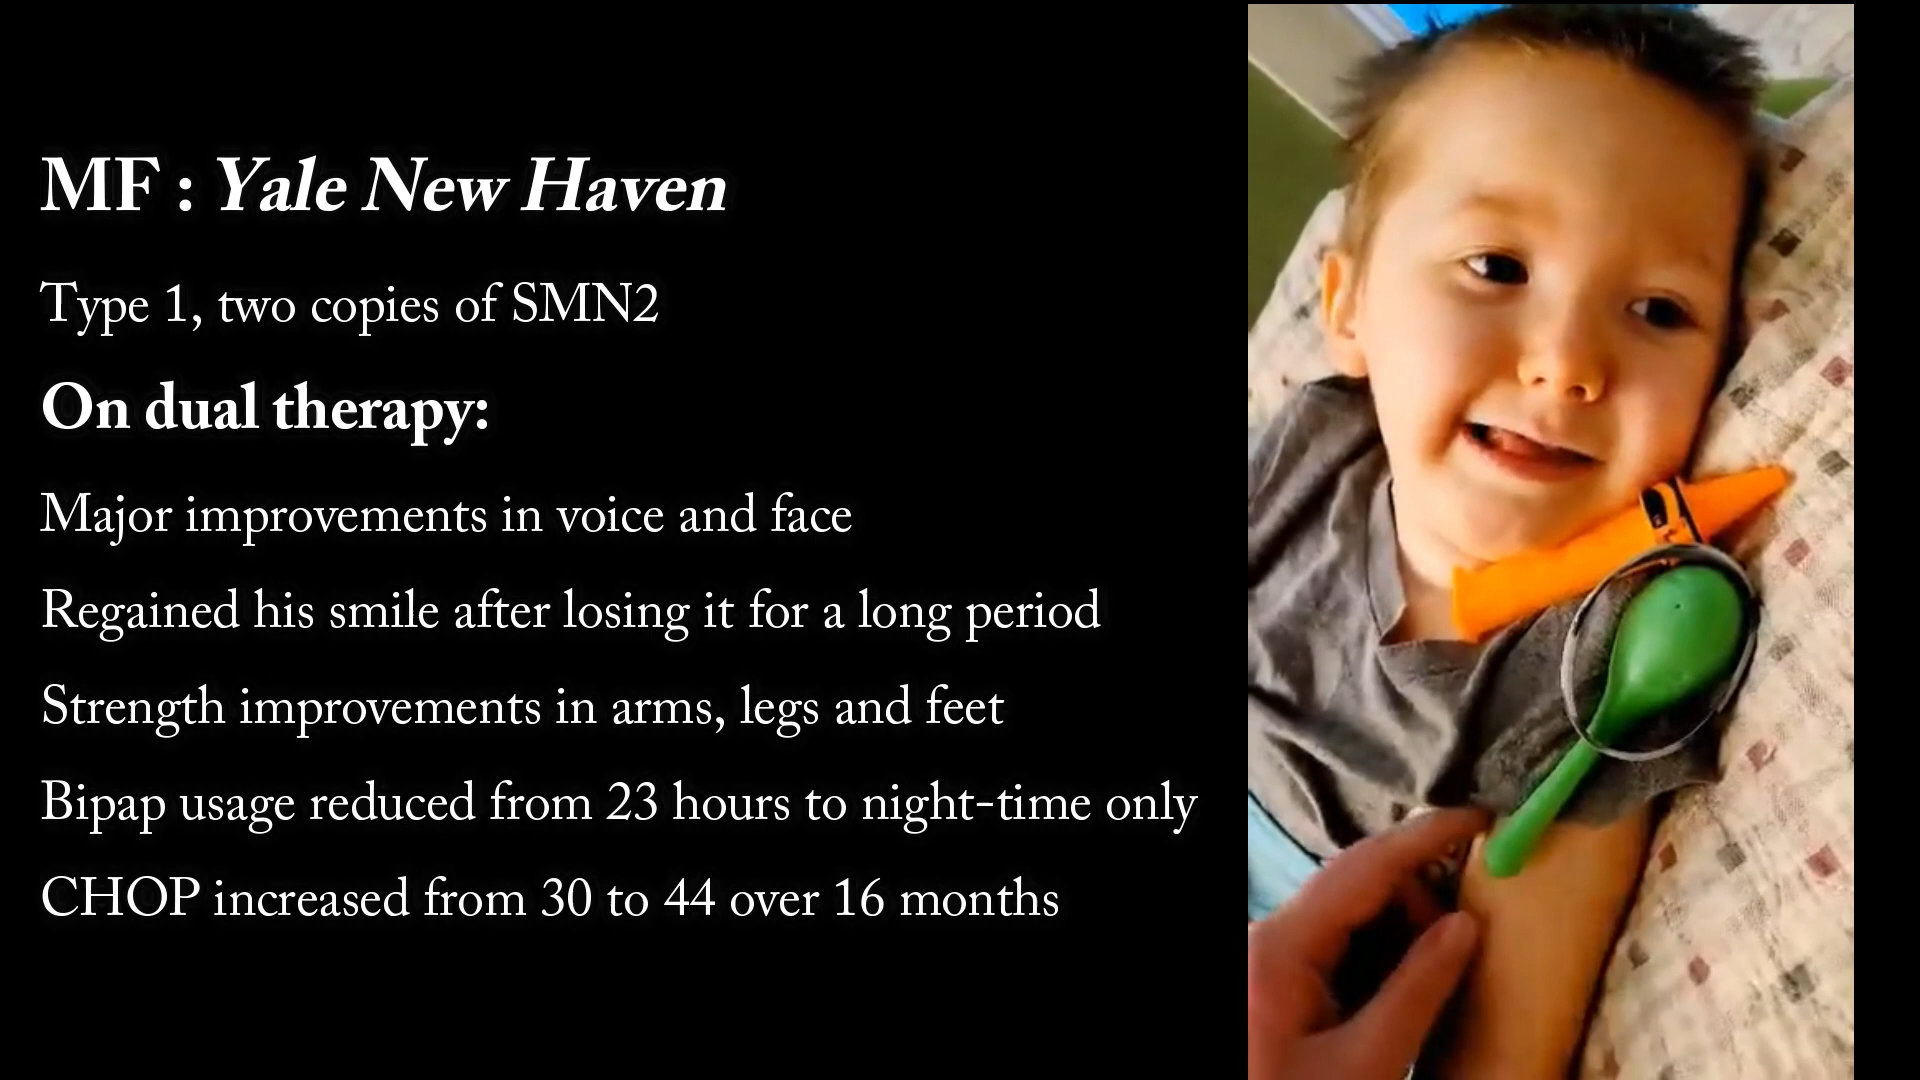 MF : Yale New Haven
Type 1, two copies of SMN2
On dual therapy:
Major improvements in voice and face
Regained his smile after losing it for a long period
Strength improvements in arms, legs and feet
Bipap usage reduced from 23 hours to night-time only
CHOP increased from 30 to 44 over 16 months